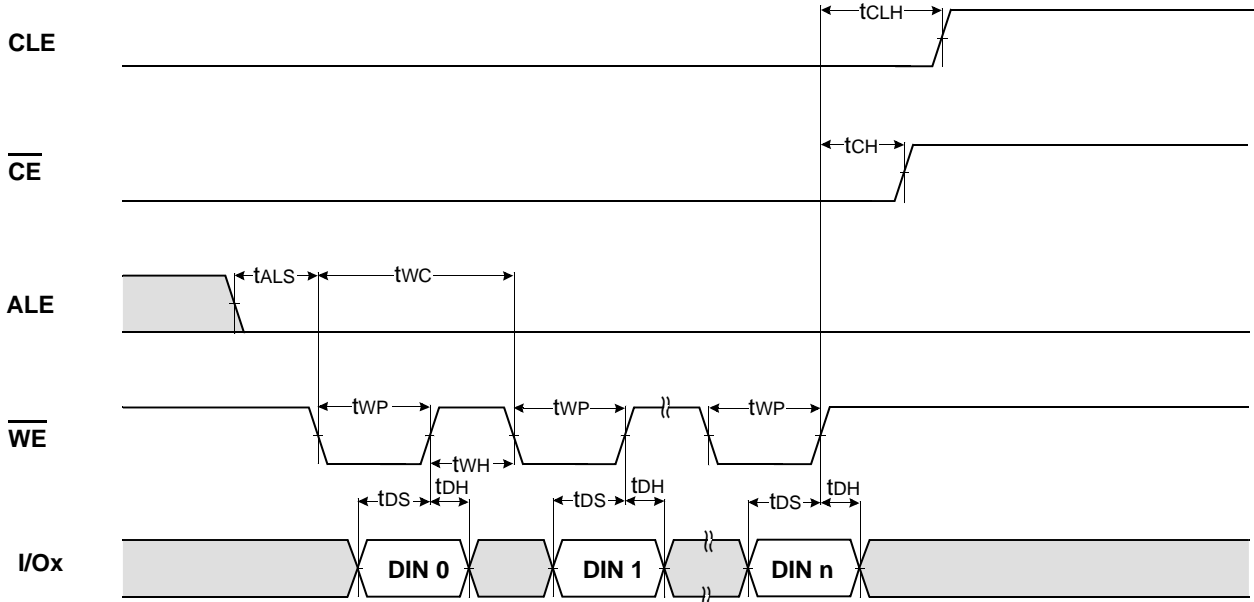 CLE
tCLH
CE
tCH
ALE
tALS
tWC
WE
tWP
tWP
tWP
tWH
tDS
tDH
tDS
tDH
tDS
tDH
I/Ox
DIN 0
DIN 1
DIN n